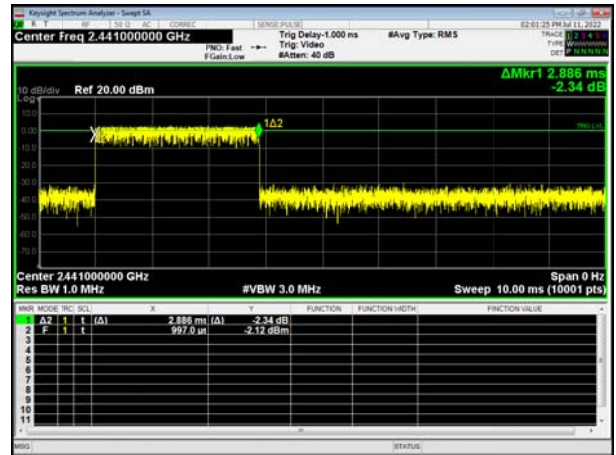 Keysight Spectrum Analyzer - Swept SA
R T RF 50 Ω AC CORREC SENSE:PULSE 02:01:25 PM Jul 11, 2022
Center Freq 2.441000000 GHz
PNO: Fast
IFGain:Low
Trig Delay-1.000 ms
Trig: Video
#Atten: 40 dB
#Avg Type: RMS
TRACE 1 2 3 4 5 6
TYPE
DET P N N N N N
ΔMkr1 2.886 ms
-2.34 dB
10 dB/div Ref 20.00 dBm
Log
10.0
0.00
-10.0
-20.0
-30.0
-40.0
-50.0
-60.0
-70.0
1Δ2
TRIG LVL
Center 2.441000000 GHz Span 0 Hz
Res BW 1.0 MHz #VBW 3.0 MHz Sweep 10.00 ms (10001 pts)
MKR MODE TRC SCL X Y FUNCTION FUNCTION WIDTH FUNCTION VALUE
1 Δ2 1 t (Δ) 2.886 ms (Δ) -2.34 dB
2 F 1 t 997.0 µs -2.12 dBm
3
4
5
6
7
8
9
10
11
MSG STATUS